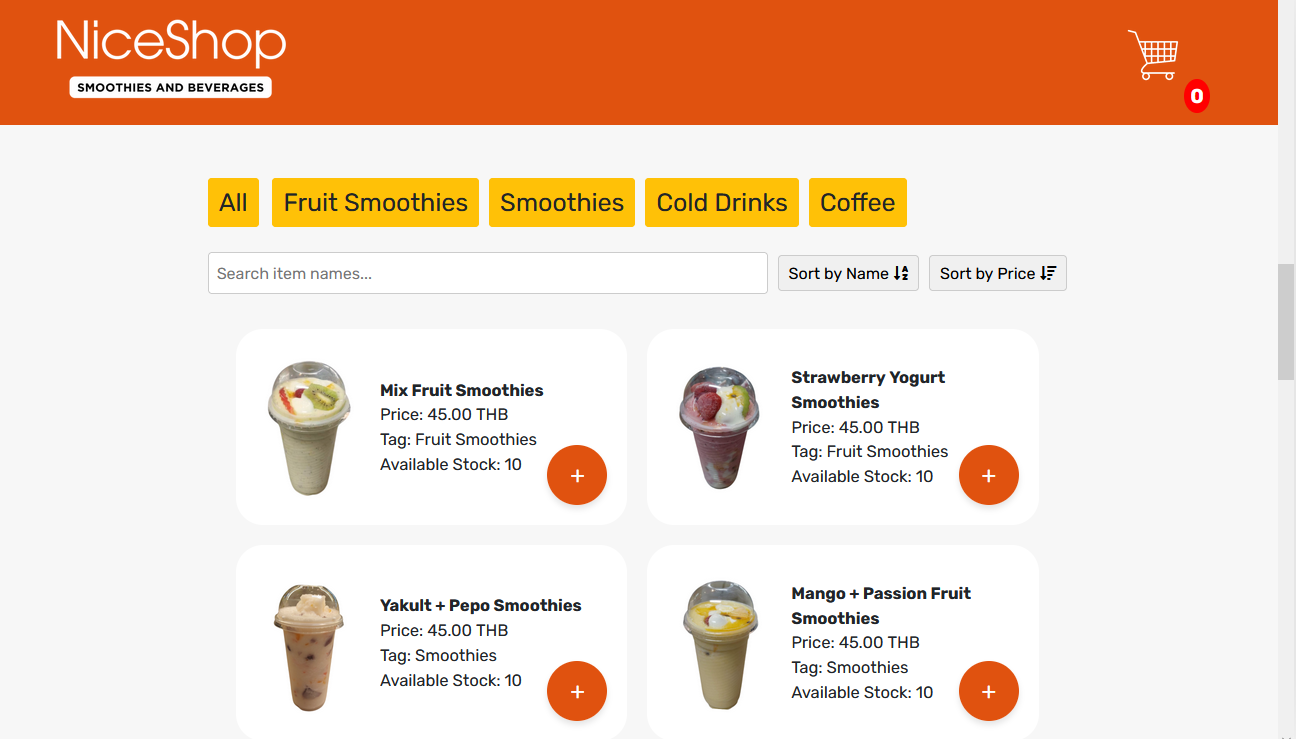 NiceShop
SMOOTHIES AND BEVERAGES
0
All
Fruit Smoothies
Smoothies
Cold Drinks
Coffee
Search item names...
Sort by Name
Sort by Price
Mix Fruit Smoothies
Price: 45.00 THB
Tag: Fruit Smoothies
Available Stock: 10
+
Strawberry Yogurt
Smoothies
Price: 45.00 THB
Tag: Fruit Smoothies
Available Stock: 10
+
Yakult + Pepo Smoothies
Price: 45.00 THB
Tag: Smoothies
Available Stock: 10
+
Mango + Passion Fruit
Smoothies
Price: 45.00 THB
Tag: Smoothies
Available Stock: 10
+